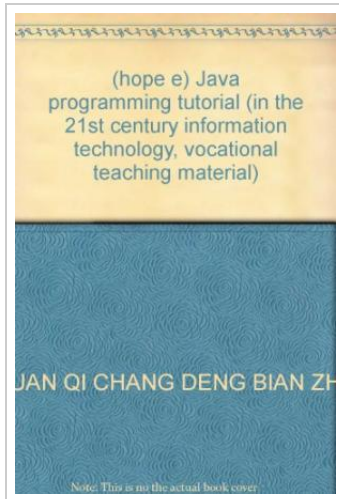 (hope e) Java
programming tutorial (in the
21st century information
technology, vocational
teaching material)
UAN QI CHANG DENG BIAN ZH
Note: This is no the actual book cover